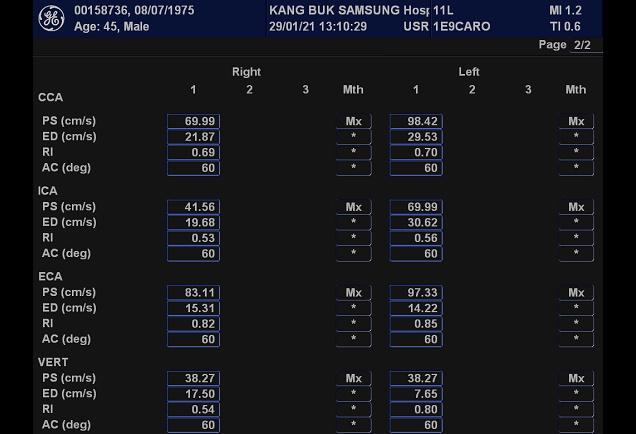 00158736, 08/07/1975 KANG BUK SAMSUNG Hosp 11L MI 1.2
Age: 45, Male 29/01/21 13:10:29 USR 1E9CARO TI 0.6
Page 2/2
Right Left
1 2 3 Mth 1 2 3 Mth
CCA
PS (cm/s) 69.99 Mx 98.42 Mx
ED (cm/s) 21.87 * 29.53 *
RI 0.69 * 0.70 *
AC (deg) 60 * 60 *
ICA
PS (cm/s) 41.56 Mx 69.99 Mx
ED (cm/s) 19.68 * 30.62 *
RI 0.53 * 0.56 *
AC (deg) 60 * 60 *
ECA
PS (cm/s) 83.11 Mx 97.33 Mx
ED (cm/s) 15.31 * 14.22 *
RI 0.82 * 0.85 *
AC (deg) 60 * 60 *
VERT
PS (cm/s) 38.27 Mx 38.27 Mx
ED (cm/s) 17.50 * 7.65 *
RI 0.54 * 0.80 *
AC (deg) 60 * 60 *